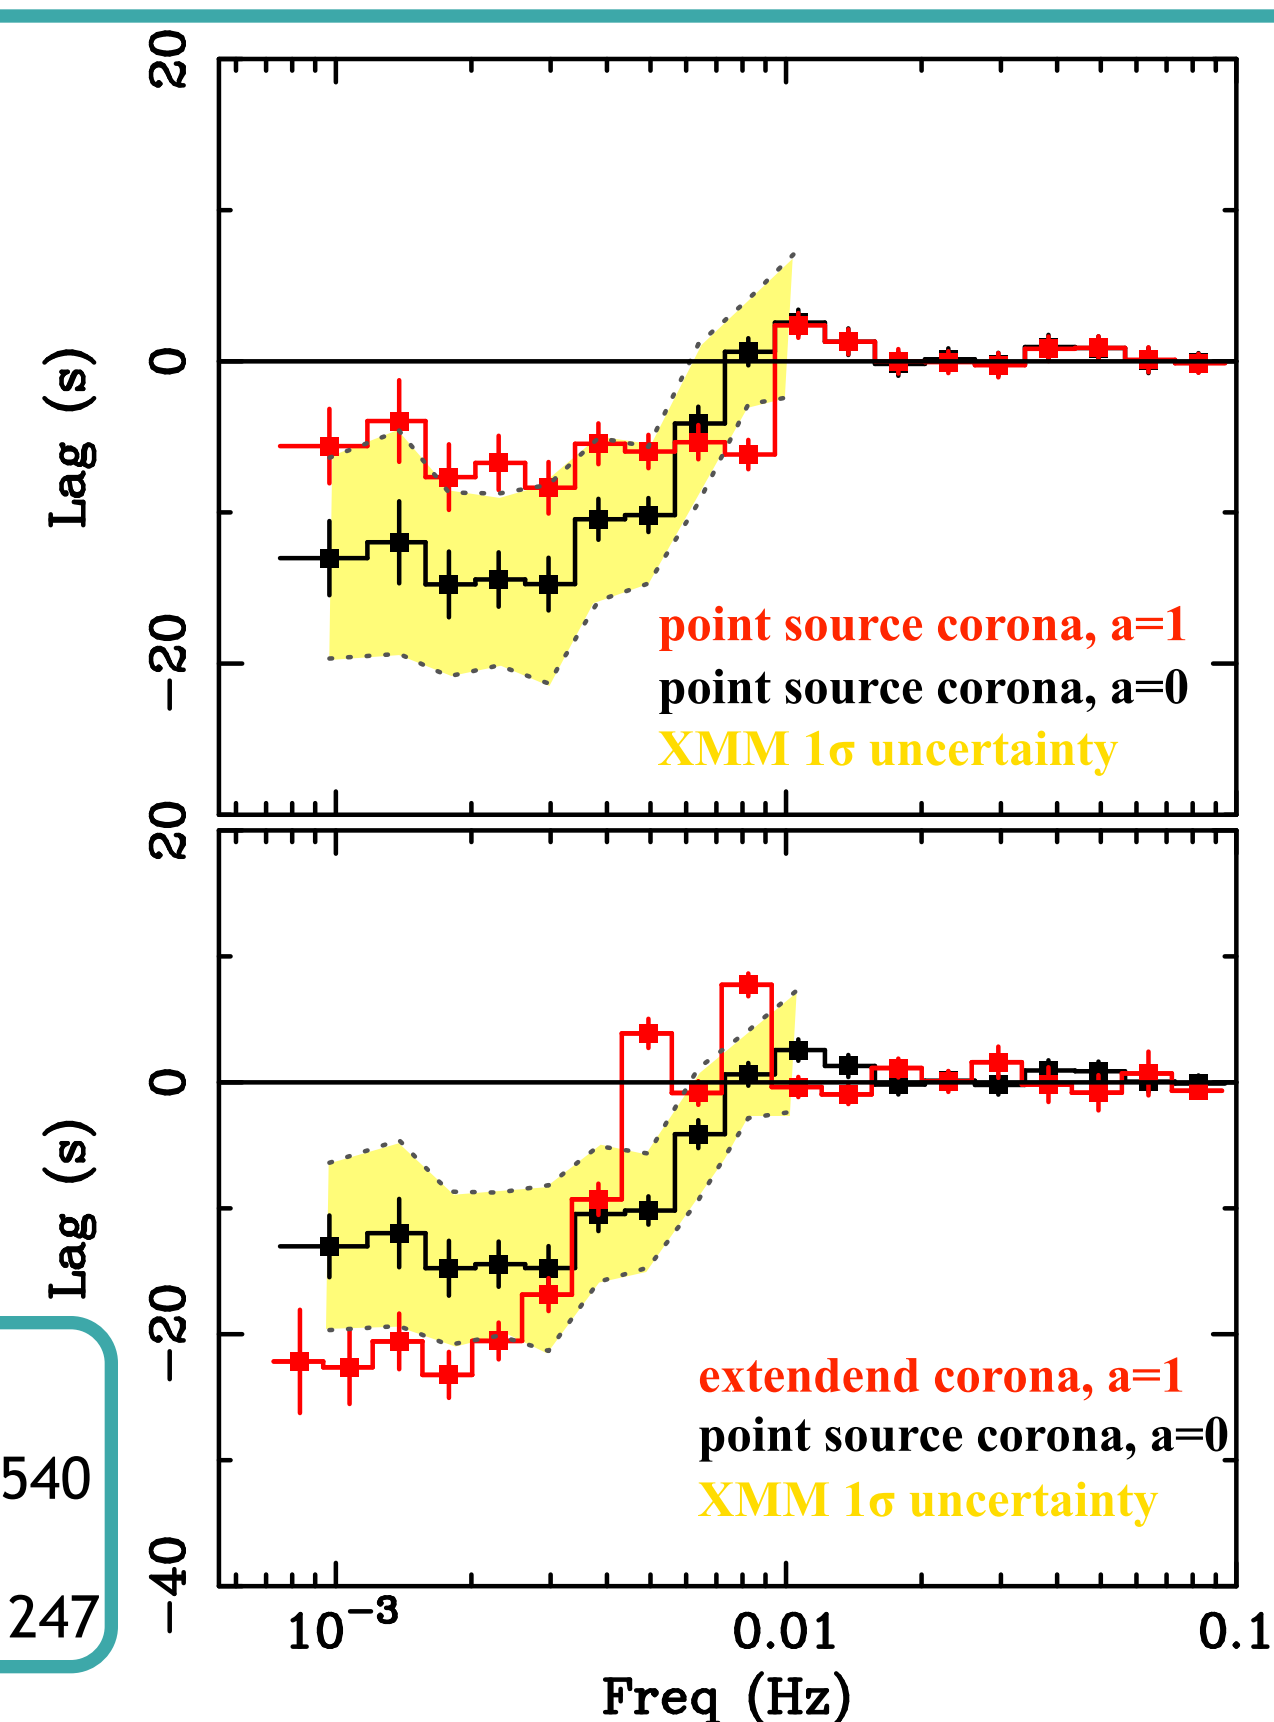 20
0
−20
Lag (s)
point source corona, a=1
point source corona, a=0
XMM 1σ uncertainty
20
0
−20
−40
Lag (s)
extendend corona, a=1
point source corona, a=0
XMM 1σ uncertainty
540
247
10⁻³ 0.01 0.1
Freq (Hz)